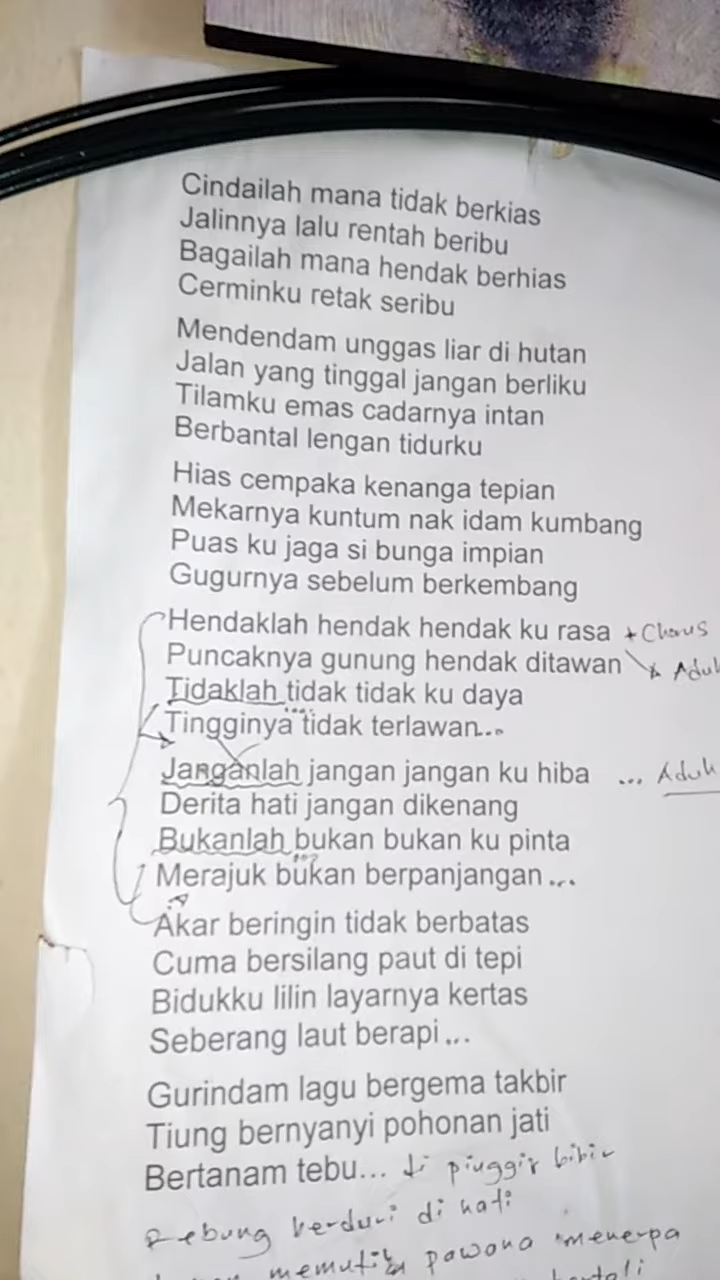 Cindailah mana tidak berkias
Jalinnya lalu rentah beribu
Bagailah mana hendak berhias
Cerminku retak seribu
Mendendam unggas liar di hutan
Jalan yang tinggal jangan berliku
Tilamku emas cadarnya intan
Berbantal lengan tidurku
Hias cempaka kenanga tepian
Mekarnya kuntum nak idam kumbang
Puas ku jaga si bunga impian
Gugurnya sebelum berkembang
Hendaklah hendak hendak ku rasa + Chorus
Puncaknya gunung hendak ditawan Aduh
Tidaklah tidak tidak ku daya
Tingginya tidak terlawan...
Janganlah jangan jangan ku hiba ... Aduh
Derita hati jangan dikenang
Bukanlah bukan bukan ku pinta
Merajuk bukan berpanjangan...
Akar beringin tidak berbatas
Cuma bersilang paut di tepi
Bidukku lilin layarnya kertas
Seberang laut berapi...
Gurindam lagu bergema takbir
Tiung bernyanyi pohonan jati
Bertanam tebu... di pinggir bibir
Rebung berduri di hati
memutih pawana menerpa